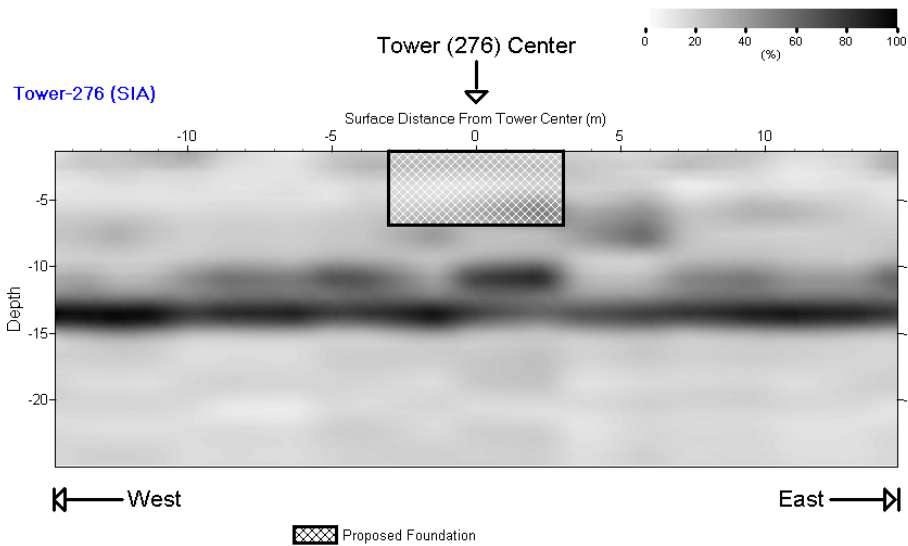 0 20 40 60 80 100
(%)
Tower (276) Center
Tower-276 (SIA)
Surface Distance From Tower Center (m)
-10 -5 0 5 10
-5
-10
-15
-20
Depth
West East
Proposed Foundation